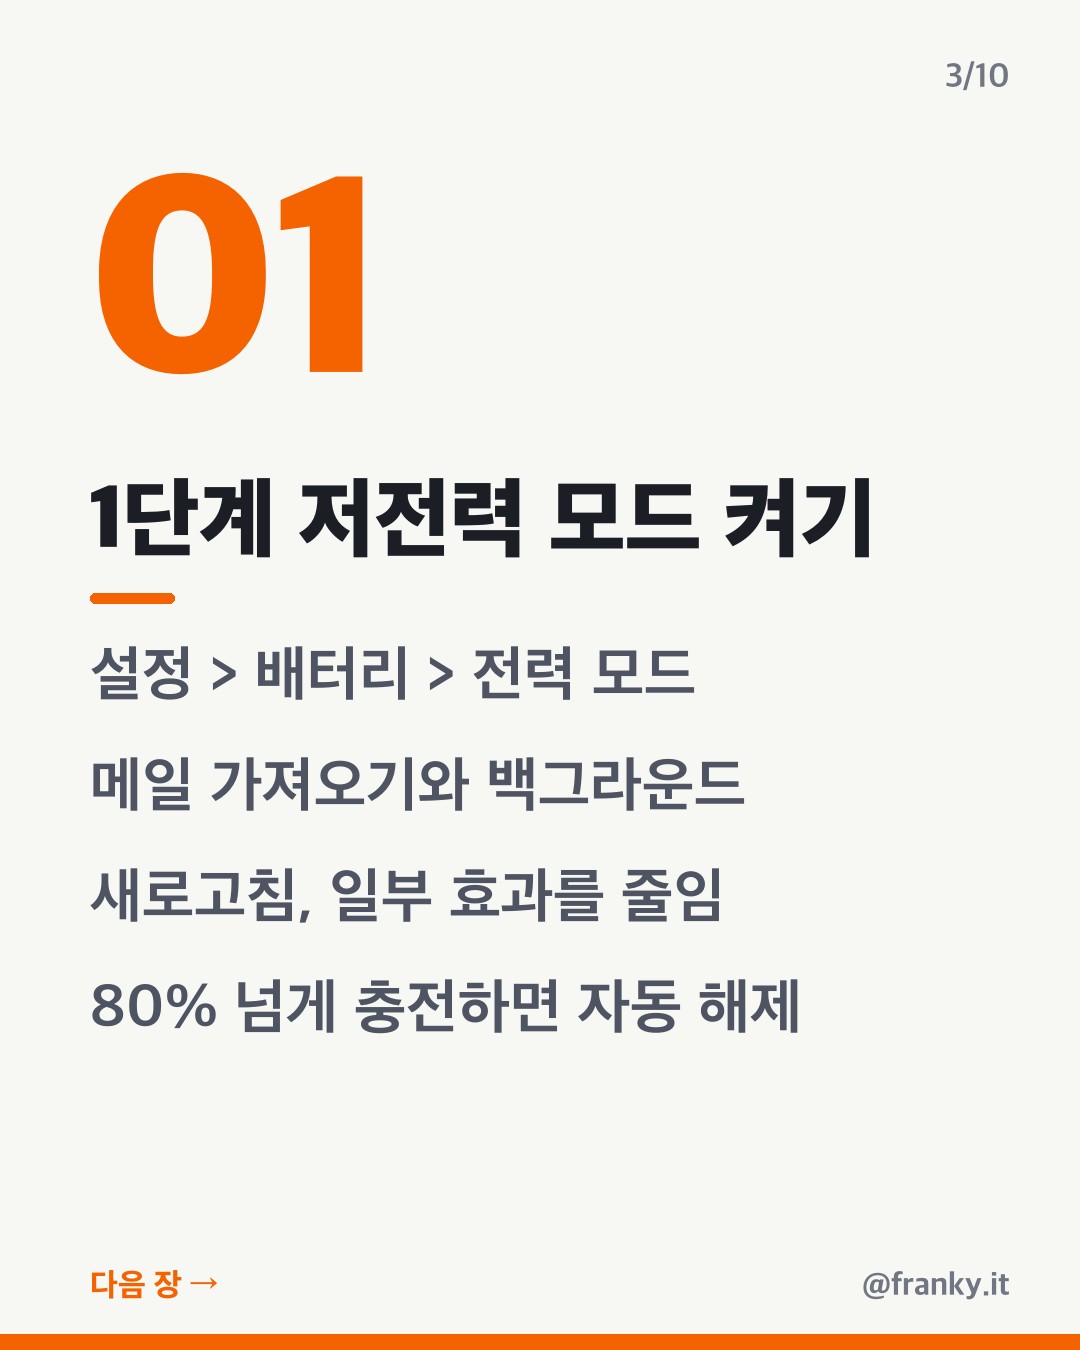 3/10
01
1단계 저전력 모드 켜기
설정 > 배터리 > 전력 모드
메일 가져오기와 백그라운드
새로고침, 일부 효과를 줄임
80% 넘게 충전하면 자동 해제
다음 장 →
@franky.it